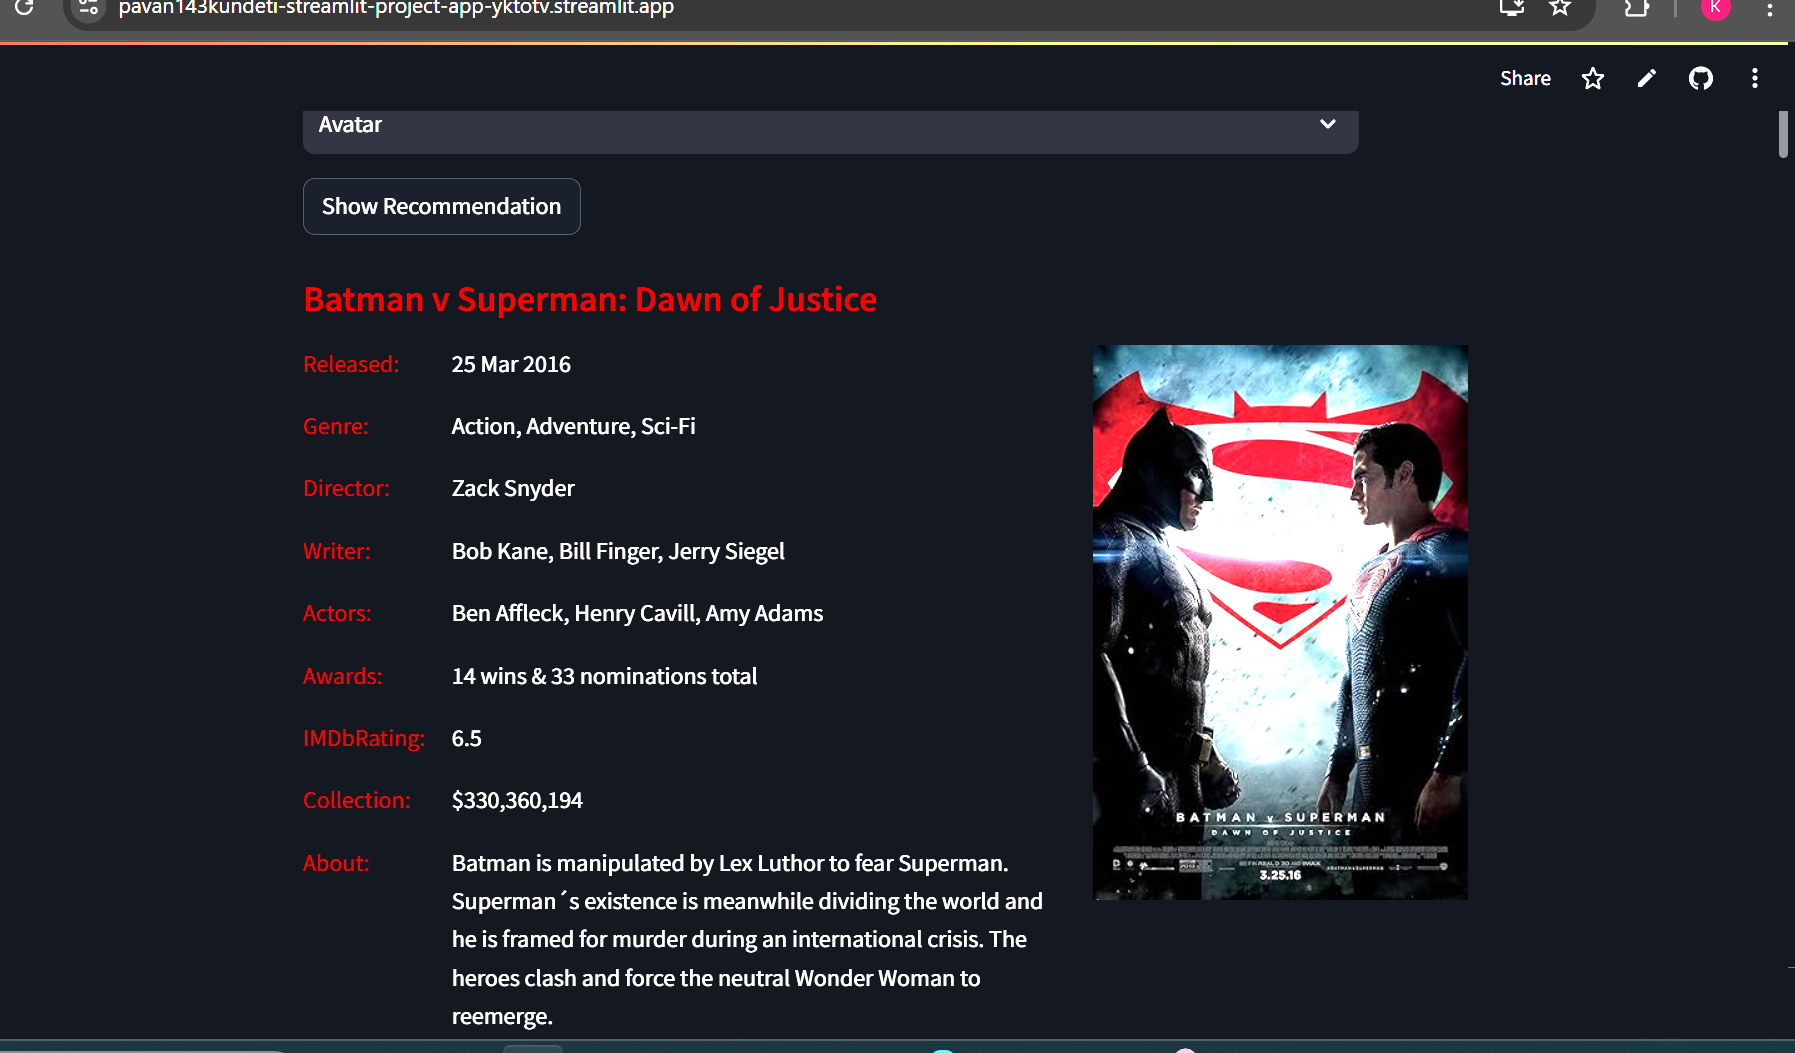 pavan143kundeti-streamlit-project-app-yktotv.streamlit.app
K
Share
Avatar
Show Recommendation
Batman v Superman: Dawn of Justice
Released: 25 Mar 2016
Genre: Action, Adventure, Sci-Fi
Director: Zack Snyder
Writer: Bob Kane, Bill Finger, Jerry Siegel
Actors: Ben Affleck, Henry Cavill, Amy Adams
Awards: 14 wins & 33 nominations total
IMDbRating: 6.5
Collection: $330,360,194
About: Batman is manipulated by Lex Luthor to fear Superman.
Superman´s existence is meanwhile dividing the world and
he is framed for murder during an international crisis. The
heroes clash and force the neutral Wonder Woman to
reemerge.
BATMAN v SUPERMAN
DAWN OF JUSTICE
3.25.16